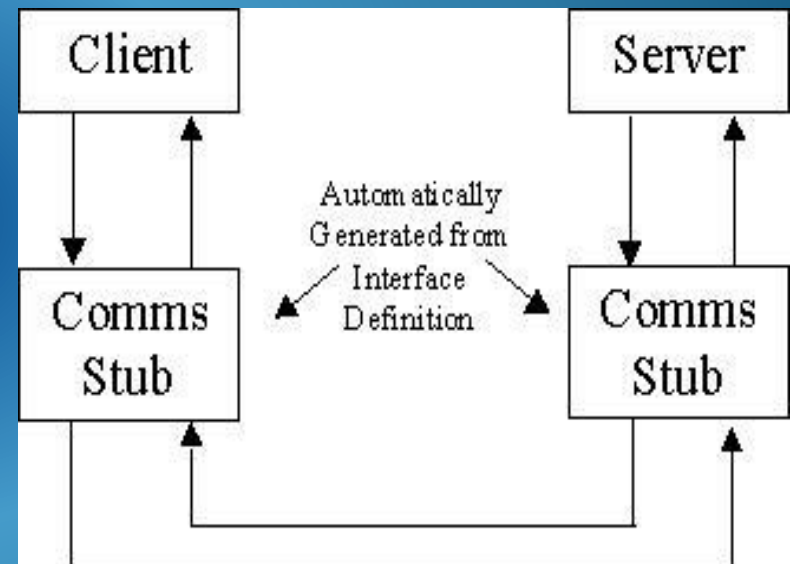 Client
Server
Automatically
Generated from
Interface
Definition
Comms
Stub
Comms
Stub